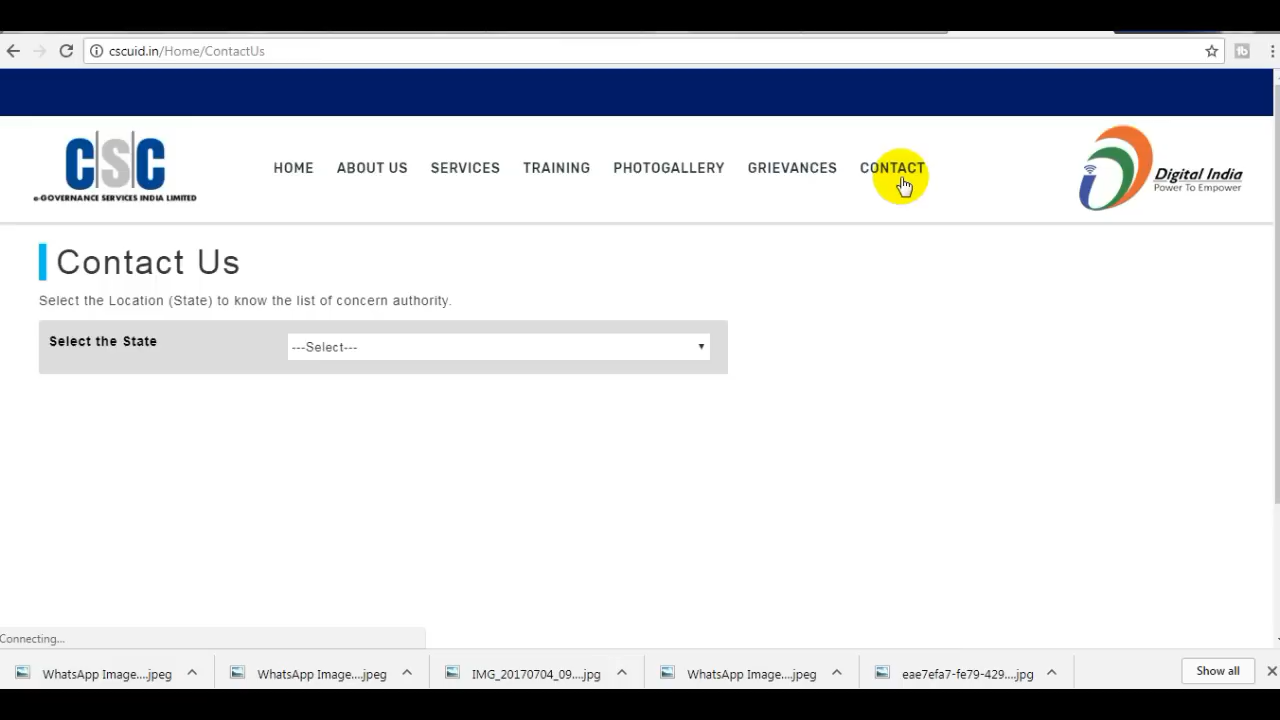 cscuid.in/Home/ContactUs
CSC
e-GOVERNANCE SERVICES INDIA LIMITED
HOME ABOUT US SERVICES TRAINING PHOTOGALLERY GRIEVANCES CONTACT
Digital India
Power To Empower
Contact Us
Select the Location (State) to know the list of concern authority.
Select the State
---Select---
Connecting...
WhatsApp Image....jpeg WhatsApp Image....jpeg IMG_20170704_09....jpg WhatsApp Image....jpeg eae7efa7-fe79-429....jpg Show all